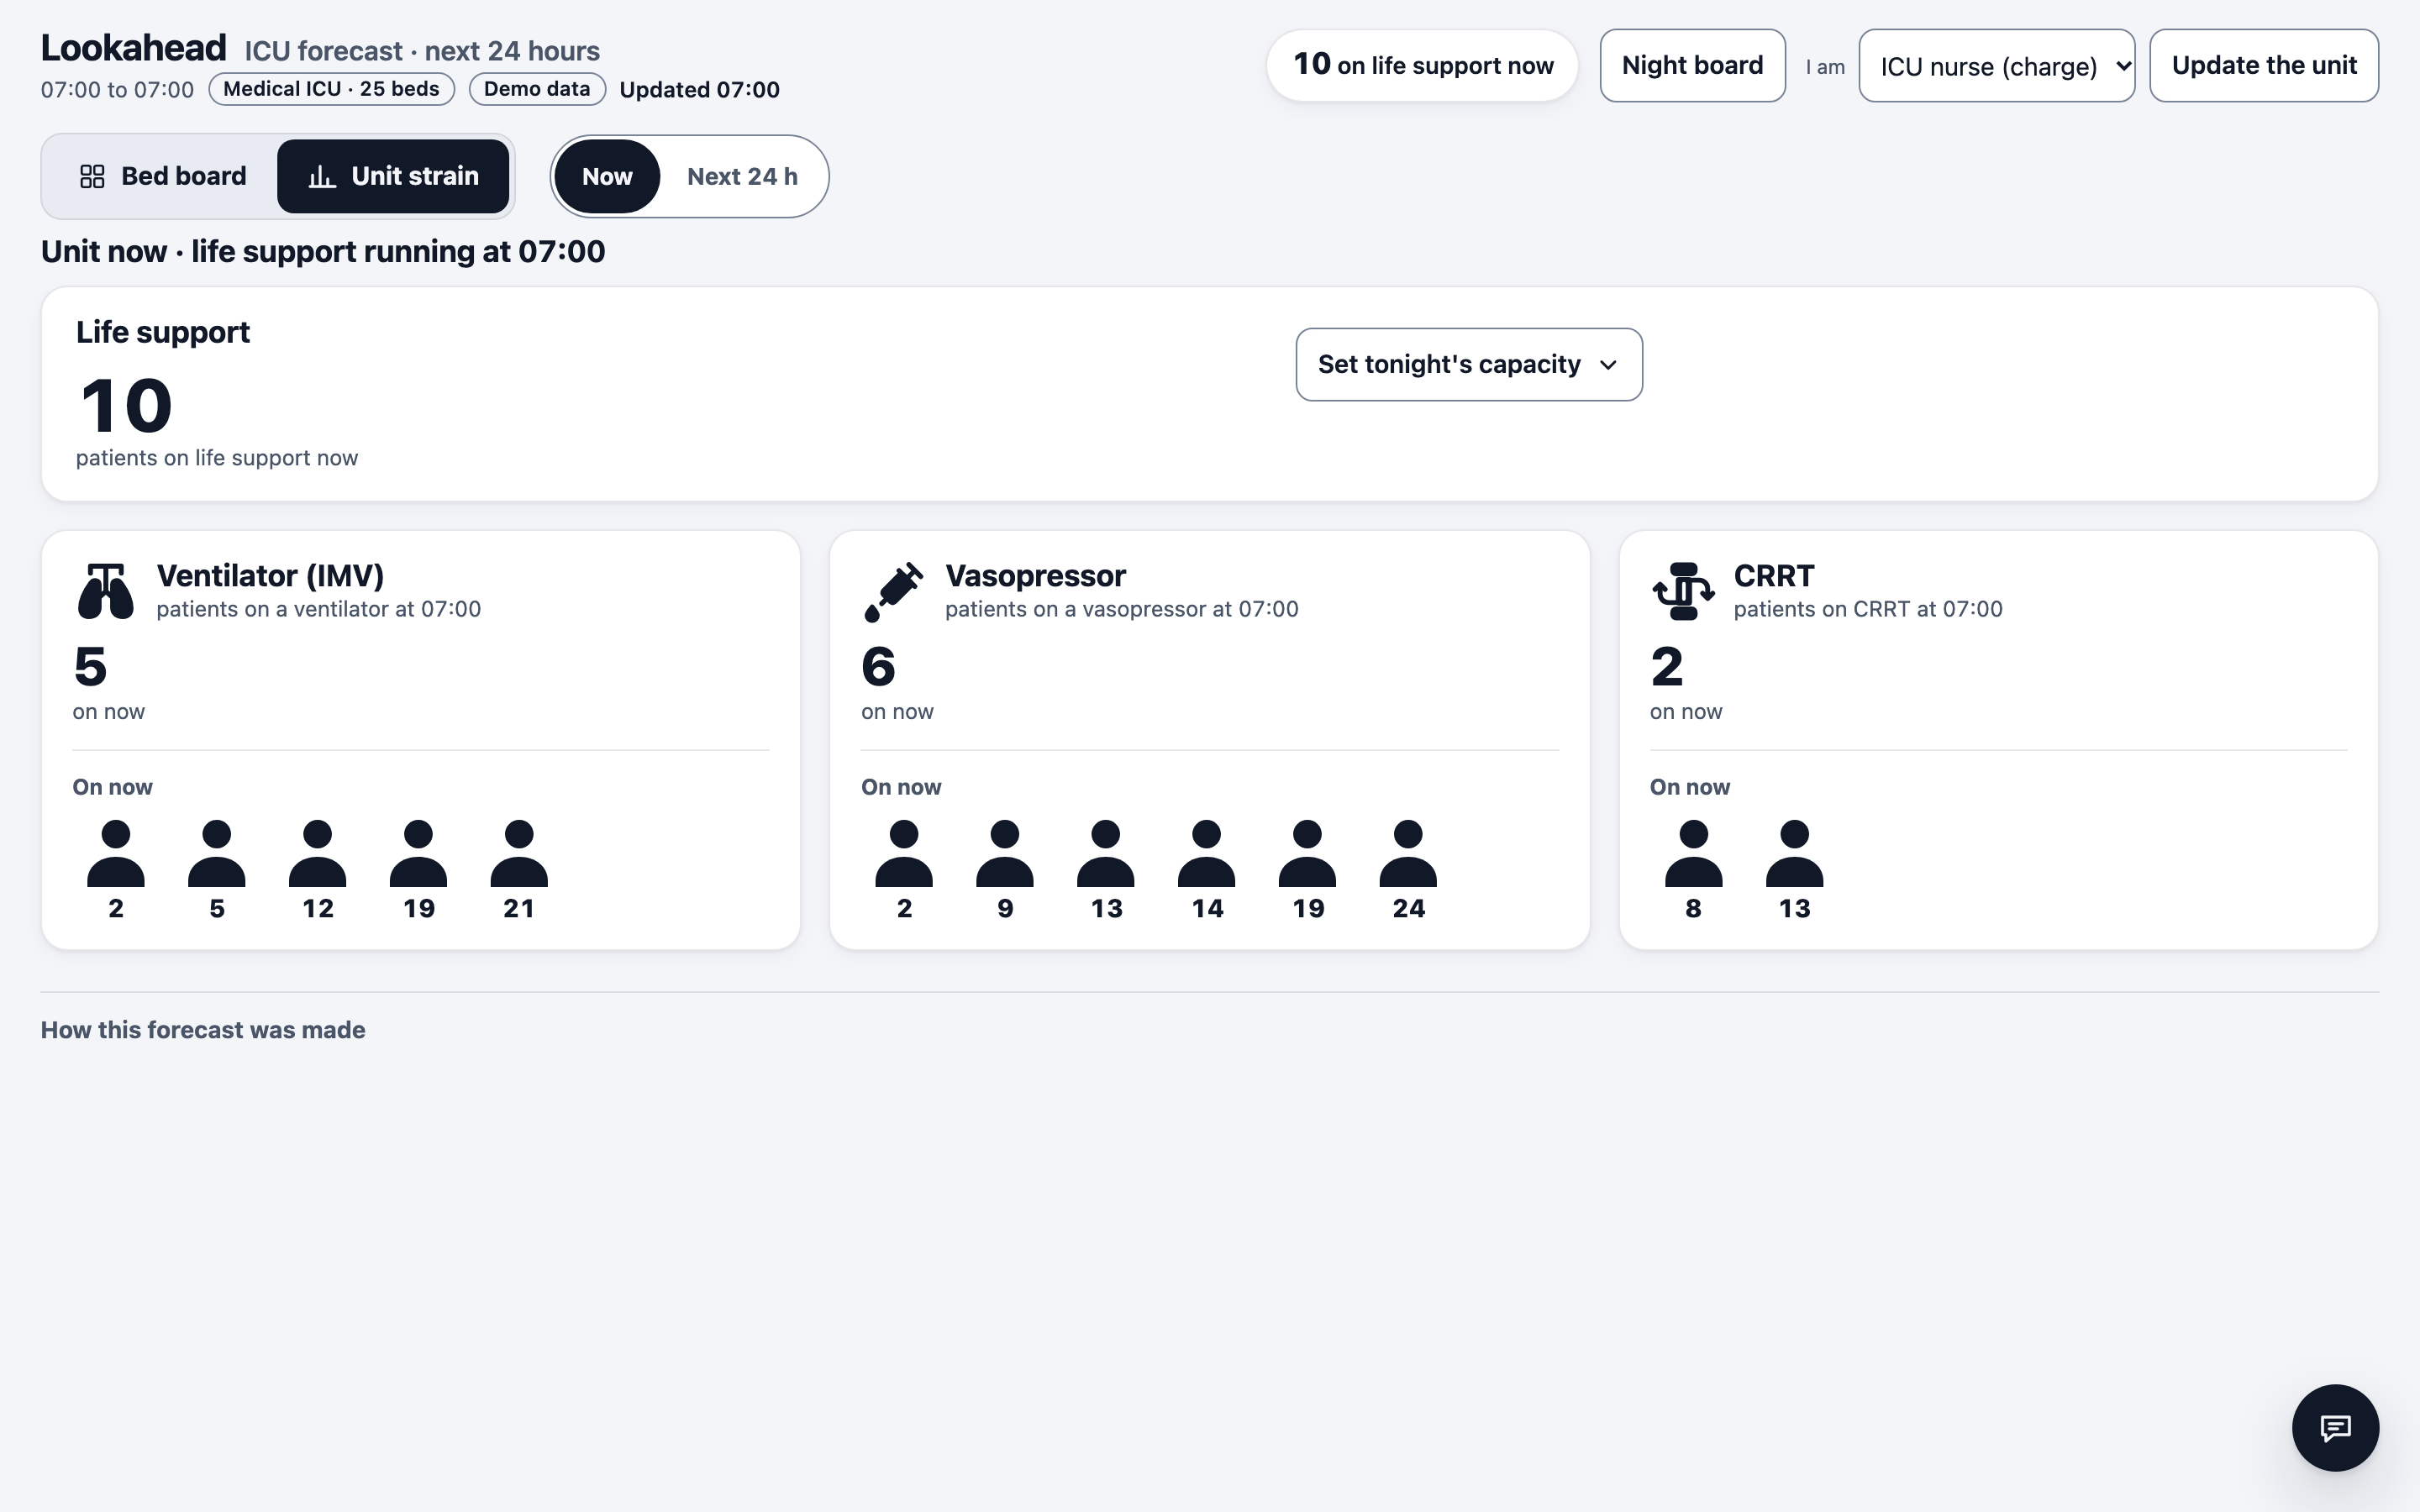 Lookahead ICU forecast · next 24 hours
07:00 to 07:00 Medical ICU · 25 beds Demo data Updated 07:00
10 on life support now Night board I am ICU nurse (charge) Update the unit
Bed board Unit strain Now Next 24 h
Unit now · life support running at 07:00
Life support
10
patients on life support now
Set tonight's capacity
Ventilator (IMV)
patients on a ventilator at 07:00
5
on now
On now
2 5 12 19 21
Vasopressor
patients on a vasopressor at 07:00
6
on now
On now
2 9 13 14 19 24
CRRT
patients on CRRT at 07:00
2
on now
On now
8 13
How this forecast was made